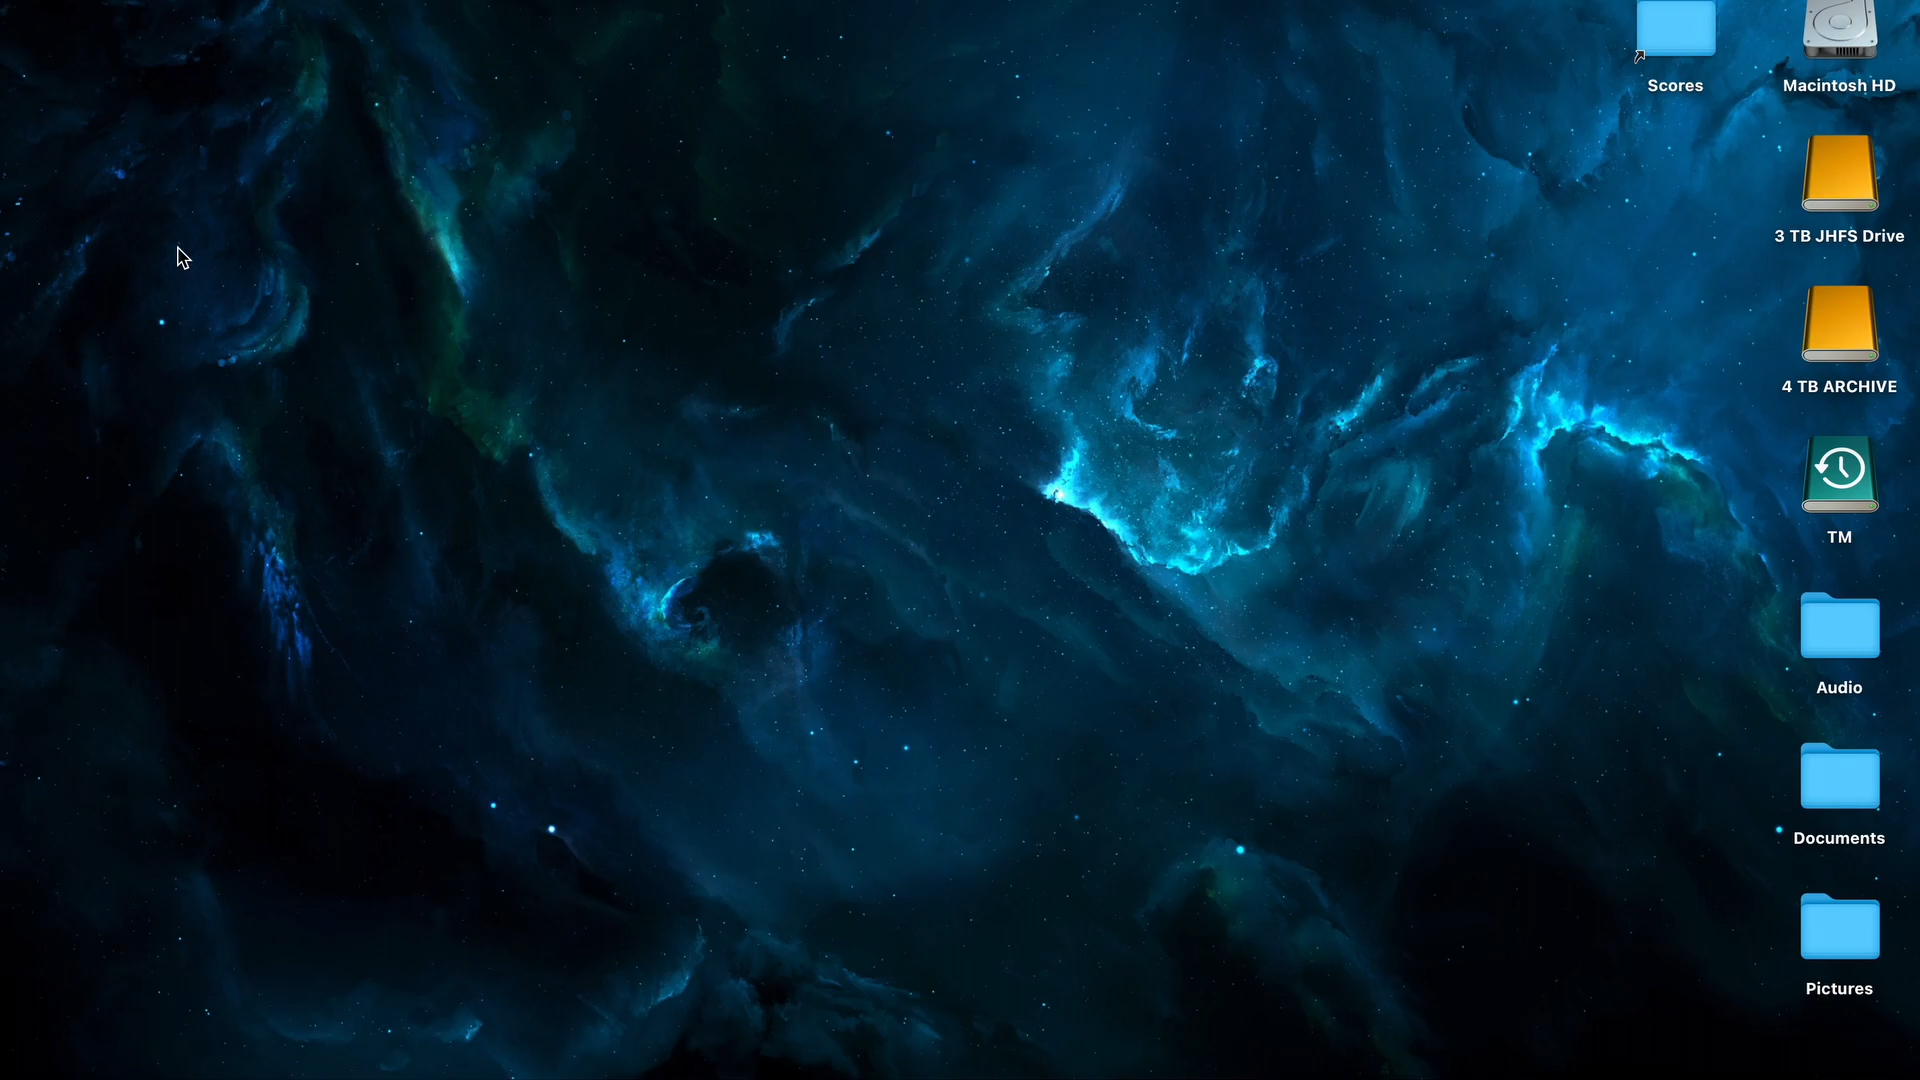 Scores
Macintosh HD
3 TB JHFS Drive
4 TB ARCHIVE
TM
Audio
Documents
Pictures